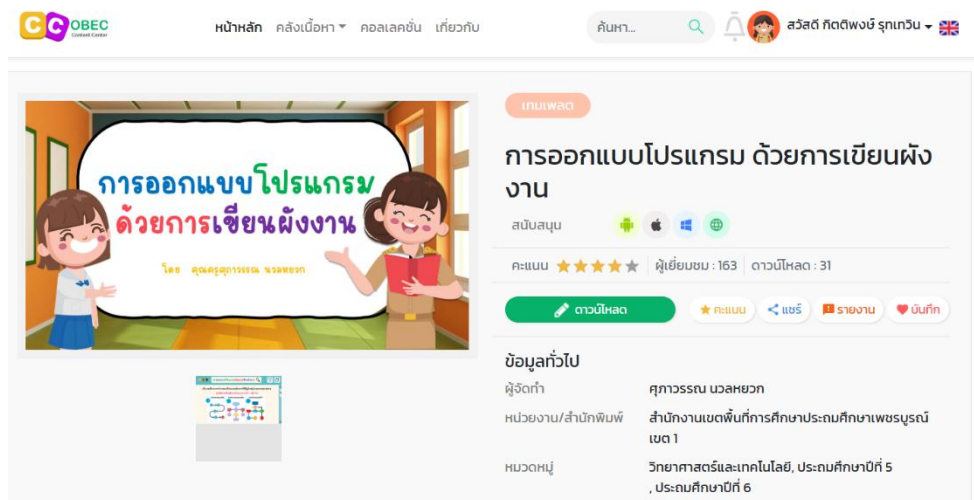 OBEC
Content Center
หน้าหลัก คลังเนื้อหา คอลเลคชั่น เกี่ยวกับ
ค้นหา...
สวัสดี กิตติพงษ์ รุกเทวิน
เทมเพลต
การออกแบบโปรแกรม ด้วยการเขียนผัง
งาน
การออกแบบโปรแกรม
ด้วยการเขียนผังงาน
โดย คุณครูศุภาวรรณ นวลหยวก
สนับสนุน
คะแนน ผู้เยี่ยมชม : 163 ดาวน์โหลด : 31
ดาวน์โหลด คะแนน แชร์ รายงาน บันทึก
ข้อมูลทั่วไป
ผู้จัดทำ ศุภาวรรณ นวลหยวก
หน่วยงาน/สำนักพิมพ์ สำนักงานเขตพื้นที่การศึกษาประถมศึกษาเพชรบูรณ์
เขต 1
หมวดหมู่ วิทยาศาสตร์และเทคโนโลยี, ประถมศึกษาปีที่ 5
, ประถมศึกษาปีที่ 6